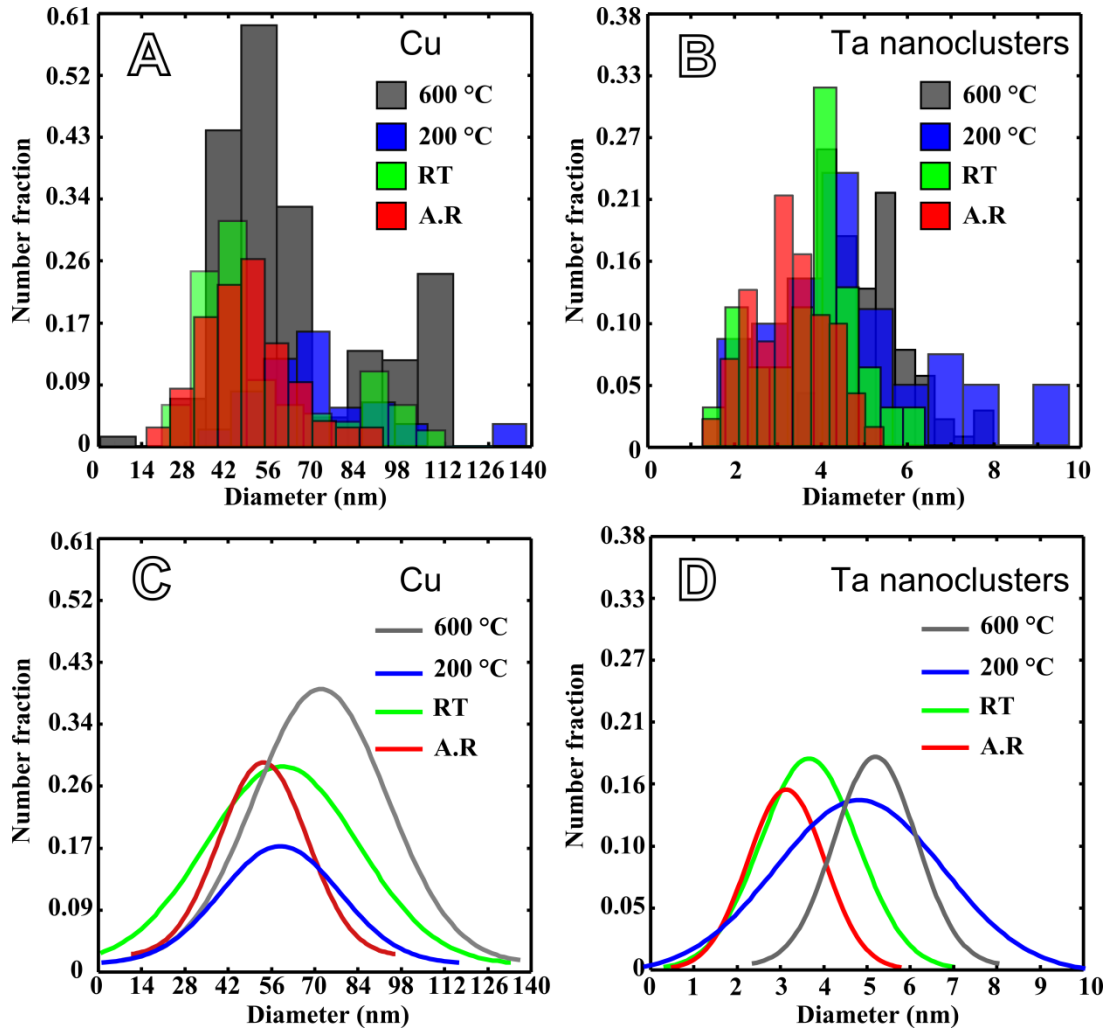 A
Cu
600 °C
200 °C
RT
A.R
Number fraction
0.61
0.52
0.43
0.34
0.26
0.17
0.09
0
0 14 28 42 56 70 84 98 126 140
Diameter (nm)
B
Ta nanoclusters
600 °C
200 °C
RT
A.R
Number fraction
0.38
0.33
0.27
0.21
0.16
0.10
0.05
0
0 2 4 6 8 10
Diameter (nm)
C
Cu
600 °C
200 °C
RT
A.R
Number fraction
0.61
0.52
0.43
0.34
0.26
0.17
0.09
0
0 14 28 42 56 70 84 98 126 140
Diameter (nm)
D
Ta nanoclusters
600 °C
200 °C
RT
A.R
Number fraction
0.38
0.33
0.27
0.21
0.16
0.10
0.05
0
0 1 2 3 4 5 6 7 8 9 10
Diameter (nm)